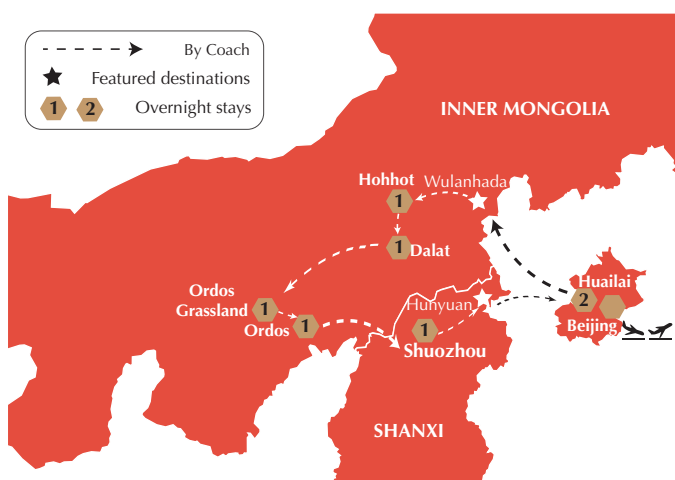 By Coach
Featured destinations
1 2 Overnight stays
INNER MONGOLIA
Hohhot
Wulanhada
1
1
Dalat
Ordos
Grassland
1
Ordos
1
Hunyuan
1
Shuozhou
Huailai
2
Beijing
SHANXI